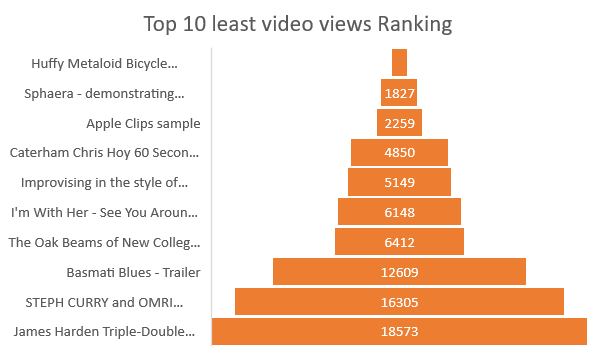 Top 10 least video views Ranking
Huffy Metaloid Bicycle...
Sphaera - demonstrating... 1827
Apple Clips sample 2259
Caterham Chris Hoy 60 Secon... 4850
Improvising in the style of... 5149
I'm With Her - See You Aroun... 6148
The Oak Beams of New Colleg... 6412
Basmati Blues - Trailer 12609
STEPH CURRY and OMRI... 16305
James Harden Triple-Double... 18573